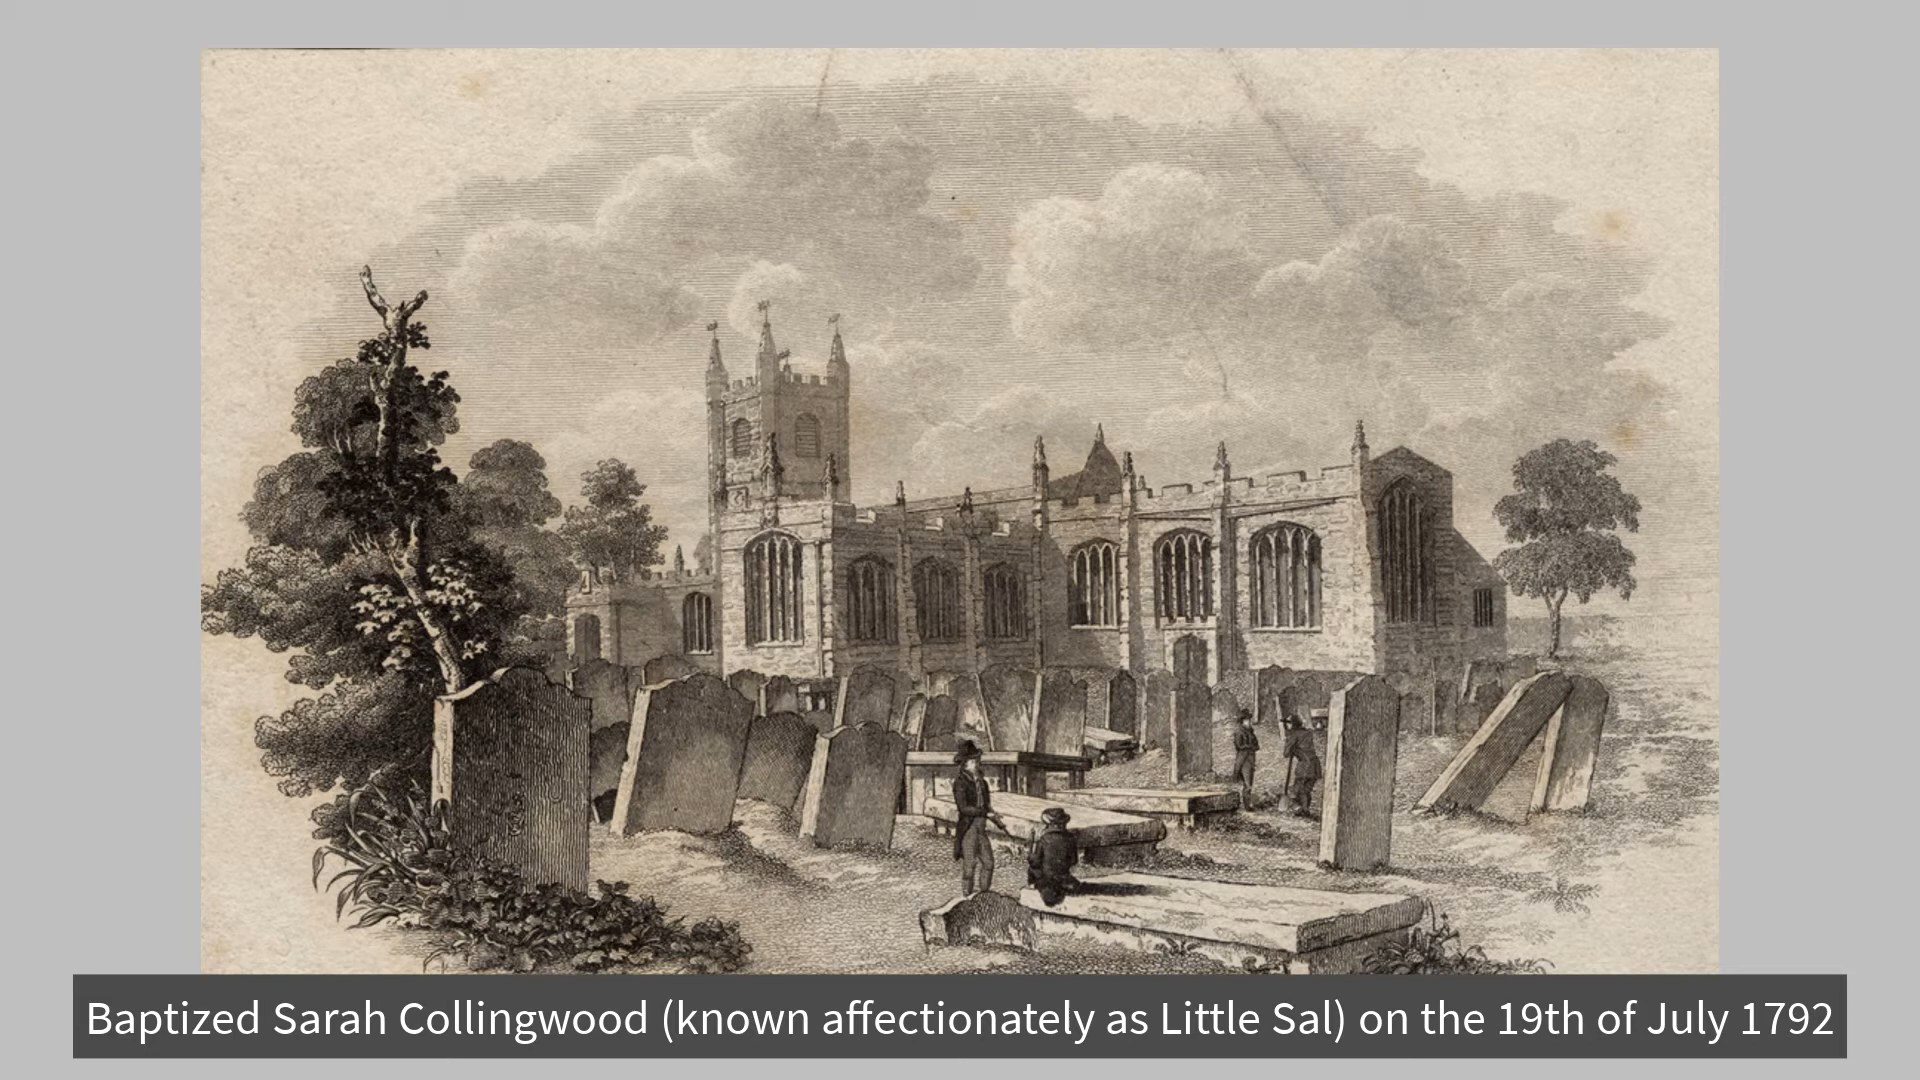 Baptized Sarah Collingwood (known affectionately as Little Sal) on the 19th of July 1792